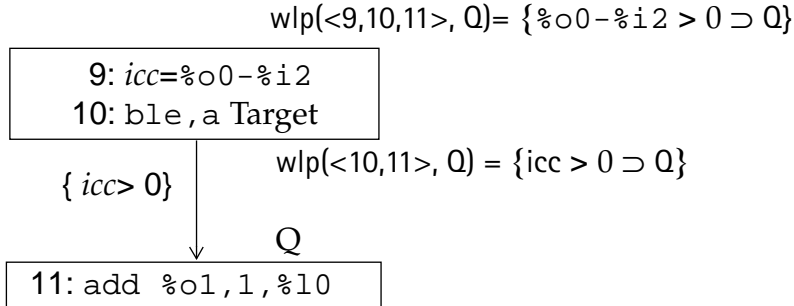 wlp(<9,10,11>, Q)= {%o0-%i2 > 0 ⊃ Q}
9: icc=%o0-%i2
10: ble,a Target
wlp(<10,11>, Q) = {icc > 0 ⊃ Q}
{ icc> 0}
Q
11: add %o1,1,%l0